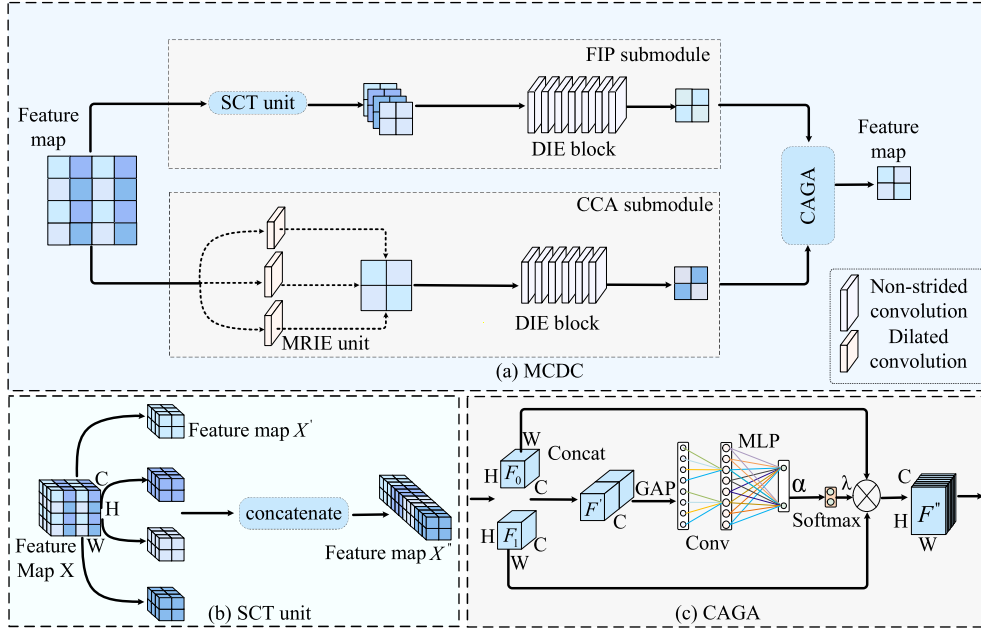 FIP submodule
SCT unit
DIE block
Feature
map
CCA submodule
MRIE unit
DIE block
CAGA
Feature
map
Non-strided
convolution
Dilated
convolution
(a) MCDC
Feature map X'
C
H
W
Feature
Map X
concatenate
Feature map X"
(b) SCT unit
W
H
F0
C
Concat
H
F1
C
W
F'
C
GAP
Conv
MLP
α
Softmax
λ
C
H
F"
W
(c) CAGA